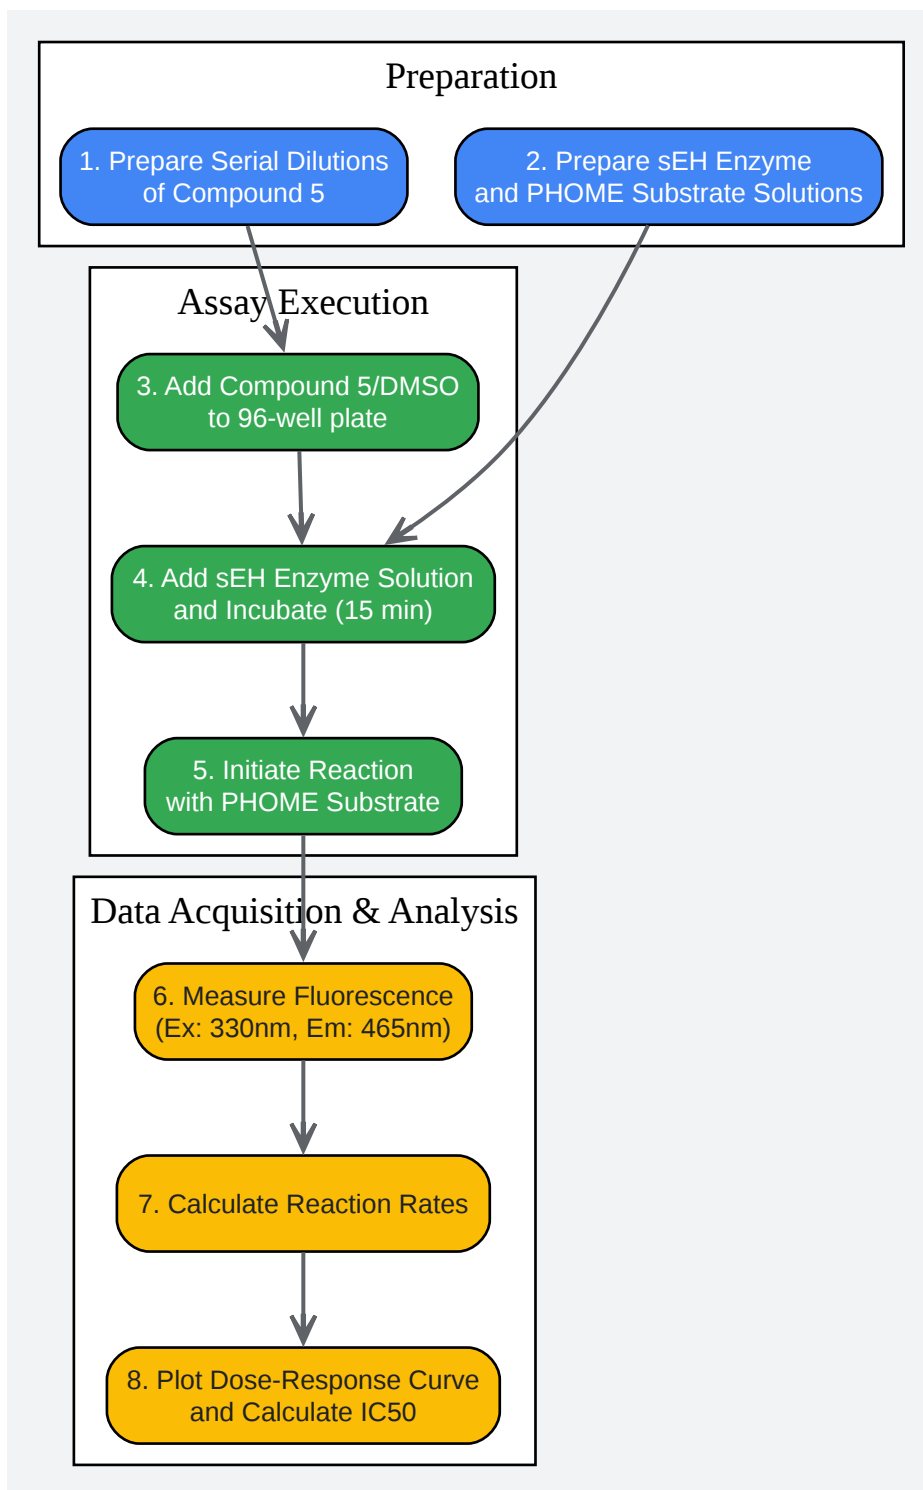 Preparation
1. Prepare Serial Dilutions
of Compound 5
2. Prepare sEH Enzyme
and PHOME Substrate Solutions
Assay Execution
3. Add Compound 5/DMSO
to 96-well plate
4. Add sEH Enzyme Solution
and Incubate (15 min)
5. Initiate Reaction
with PHOME Substrate
Data Acquisition & Analysis
6. Measure Fluorescence
(Ex: 330nm, Em: 465nm)
7. Calculate Reaction Rates
8. Plot Dose-Response Curve
and Calculate IC50